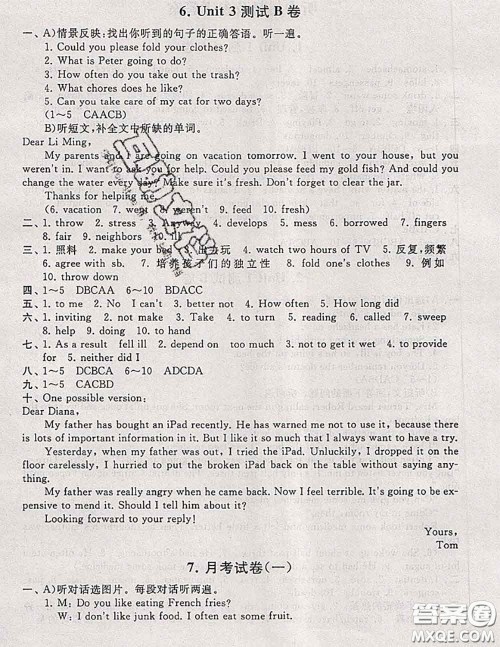 6. Unit 3 测试 B 卷
一、A)情景反映：找出你听到的句子的正确答语。听一遍。
1. Could you please fold your clothes?
2. What is Peter going to do?
3. How often do you take out the trash?
4. What chores does he like?
5. Can you take care of my cat for two days?
(1～5 CAACB)
B)听短文,补全文中所缺的单词。
Dear Li Ming,
My parents and I are going on vacation tomorrow. I went to your house, but you
weren't in. I want to ask you for help. Could you please feed my gold fish? And could
you change the water every day? Make sure it's fresh. Don't forget to clear the jar.
Thanks for helping me.
(6. vacation 7. went 8. weren't 9. feed 10. fresh)
二、1. throw 2. stress 3. Anyway 4. develops 5. mess 6. borrowed 7. fingers
8. fair 9. neighbors 10. ill
三、1. 照料 2. make your bed 3. 出去玩 4. watch two hours of TV 5. 反复,频繁
6. agree with sb. 7. 培养孩子们的独立性 8. fold one's clothes 9. 例如
10. throw down
四、1～5 DBCAA 6～10 BDACC
五、1. to me 2. No I can't 3. better not 4. How often 5. How long did
六、1. inviting 2. not make 3. Take 4. to turn 5. reading 6. called 7. to sweep
8. help 9. doing 10. to hand
七、1. As a result fell ill 2. depend on too much 3. not to get it wet 4. to provide
for 5. neither did I
八、1～5 DCBCA 6～10 ADCDA
九、1～5 CACBD
十、One possible version:
Dear Diana,
My father has bought an iPad recently. He has warned me not to use it, because there
is lots of important information in it. But I like it so much that I always want to have a try.
Yesterday, when my father was out, I tried the iPad. Unluckily, I dropped it on the
floor carelessly. I hurried to put the broken iPad back on the table without saying any-
thing.
My father was really angry when he came back. Now I feel terrible. It's going to be ex-
pensive to mend it. Should I tell him about it?
Looking forward to your reply!
Yours,
Tom
7. 月考试卷(一)
一、A)听对话选图片。每段对话听两遍。
1. M: Do you like eating French fries?
W: I don't like junk food. I often eat some fruit.
答案圈
MXQE.COM